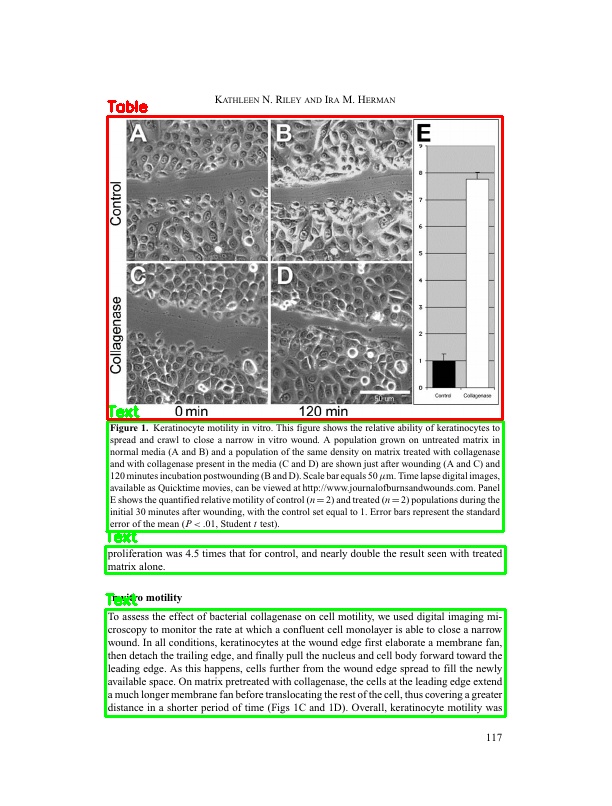 KATHLEEN N. RILEY AND IRA M. HERMAN
Table
A
B
E
Control
C
D
Collagenase
50 um
9
8
7
6
5
4
3
2
1
0
Control
Collagenase
0 min
120 min
Text
Figure 1. Keratinocyte motility in vitro. This figure shows the relative ability of keratinocytes to
spread and crawl to close a narrow in vitro wound. A population grown on untreated matrix in
normal media (A and B) and a population of the same density on matrix treated with collagenase
and with collagenase present in the media (C and D) are shown just after wounding (A and C) and
120 minutes incubation postwounding (B and D). Scale bar equals 50 μm. Time lapse digital images,
available as Quicktime movies, can be viewed at http://www.journalofburnsandwounds.com. Panel
E shows the quantified relative motility of control (n = 2) and treated (n = 2) populations during the
initial 30 minutes after wounding, with the control set equal to 1. Error bars represent the standard
error of the mean (P < .01, Student t test).
Text
proliferation was 4.5 times that for control, and nearly double the result seen with treated
matrix alone.
Text
motility
To assess the effect of bacterial collagenase on cell motility, we used digital imaging mi-
croscopy to monitor the rate at which a confluent cell monolayer is able to close a narrow
wound. In all conditions, keratinocytes at the wound edge first elaborate a membrane fan,
then detach the trailing edge, and finally pull the nucleus and cell body forward toward the
leading edge. As this happens, cells further from the wound edge spread to fill the newly
available space. On matrix pretreated with collagenase, the cells at the leading edge extend
a much longer membrane fan before translocating the rest of the cell, thus covering a greater
distance in a shorter period of time (Figs 1C and 1D). Overall, keratinocyte motility was
117